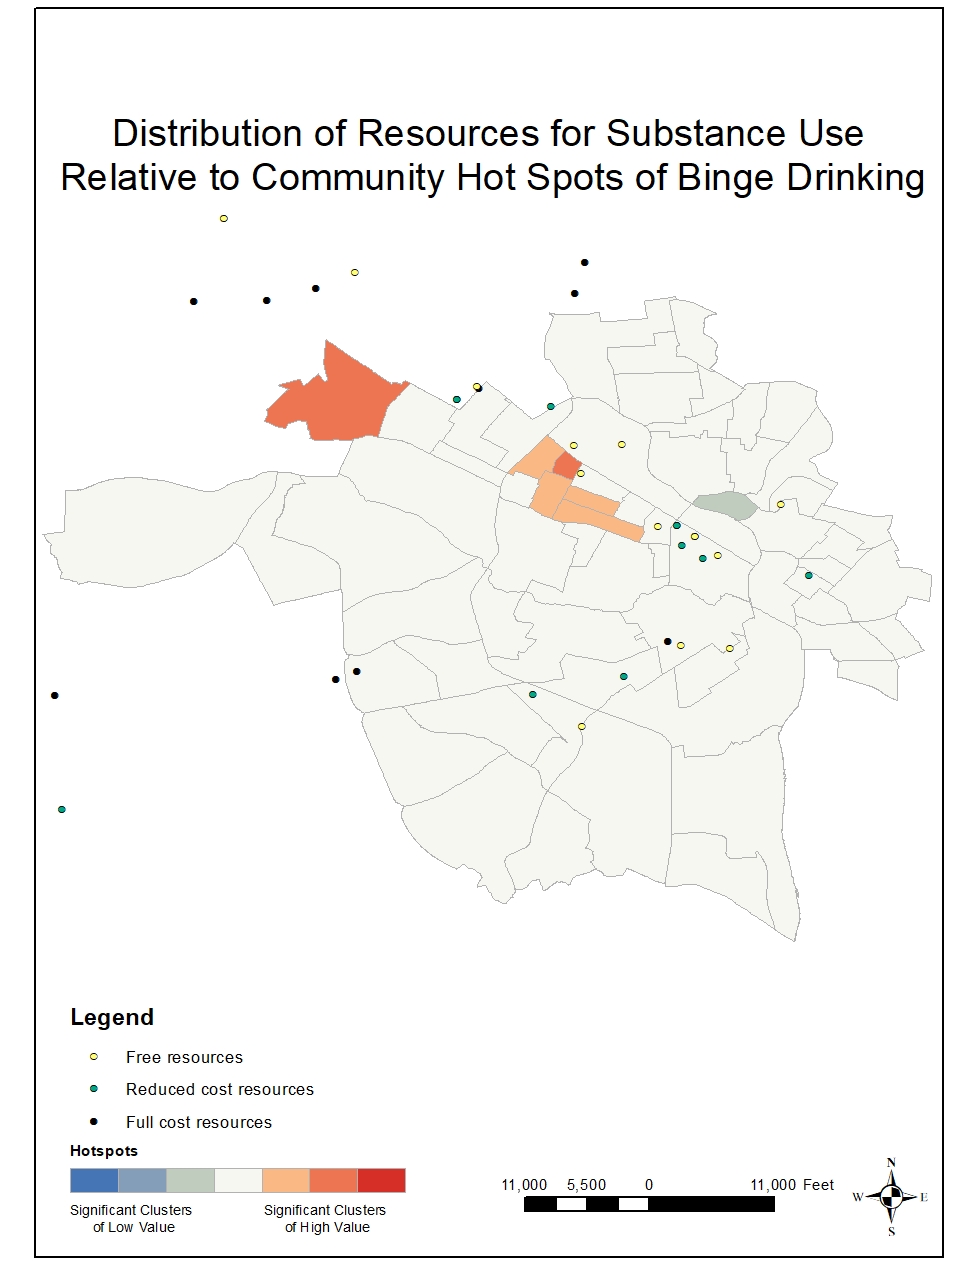 Distribution of Resources for Substance Use
Relative to Community Hot Spots of Binge Drinking
Legend
Free resources
Reduced cost resources
Full cost resources
Hotspots
Significant Clusters
of Low Value
Significant Clusters
of High Value
11,000 5,500 0 11,000 Feet
N
W E
S